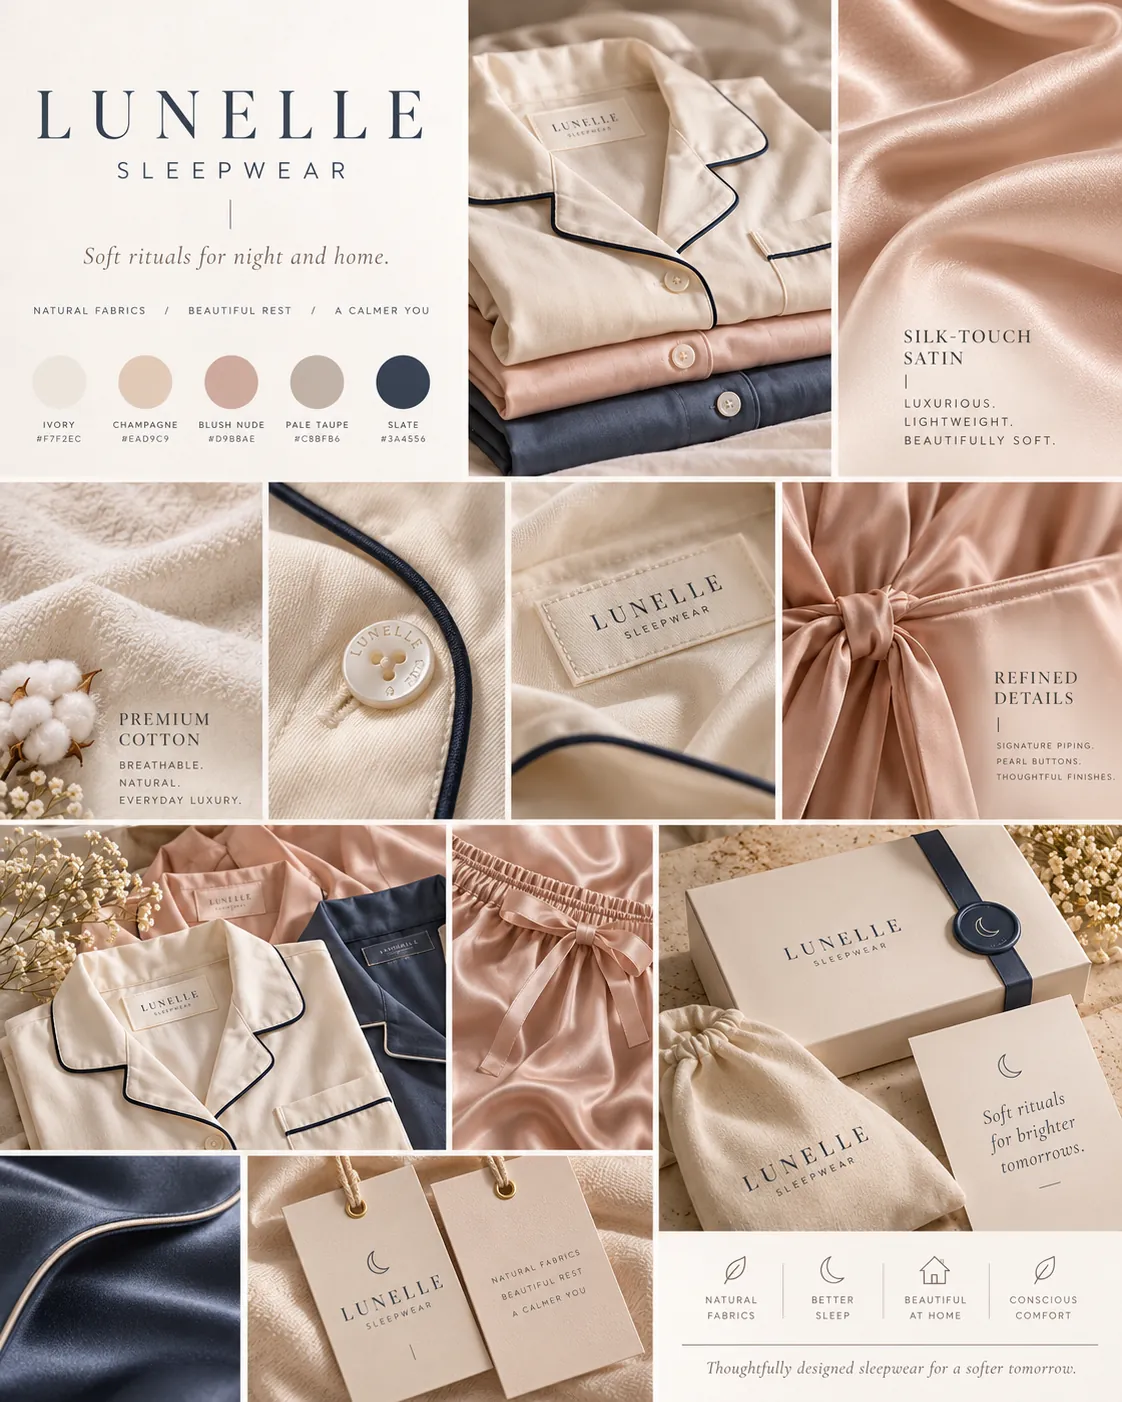 LUNELLE
SLEEPWEAR
Soft rituals for night and home.
NATURAL FABRICS / BEAUTIFUL REST / A CALMER YOU
IVORY
#F7F2EC
CHAMPAGNE
#EAD9C9
BLUSH NUDE
#D9B8AE
PALE TAUPE
#C8BFB6
SLATE
#3A4556
LUNELLE
SLEEPWEAR
SILK-TOUCH
SATIN
LUXURIOUS.
LIGHTWEIGHT.
BEAUTIFULLY SOFT.
PREMIUM
COTTON
BREATHABLE.
NATURAL.
EVERYDAY LUXURY.
LUNELLE
LUNELLE
SLEEPWEAR
REFINED
DETAILS
SIGNATURE PIPING.
PEARL BUTTONS.
THOUGHTFUL FINISHES.
LUNELLE
LUNELLE
SLEEPWEAR
LUNELLE
SLEEPWEAR
LUNELLE
SLEEPWEAR
Soft rituals
for brighter
tomorrows.
LUNELLE
SLEEPWEAR
NATURAL FABRICS
BEAUTIFUL REST
A CALMER YOU
NATURAL
FABRICS
BETTER
SLEEP
BEAUTIFUL
AT HOME
CONSCIOUS
COMFORT
Thoughtfully designed sleepwear for a softer tomorrow.